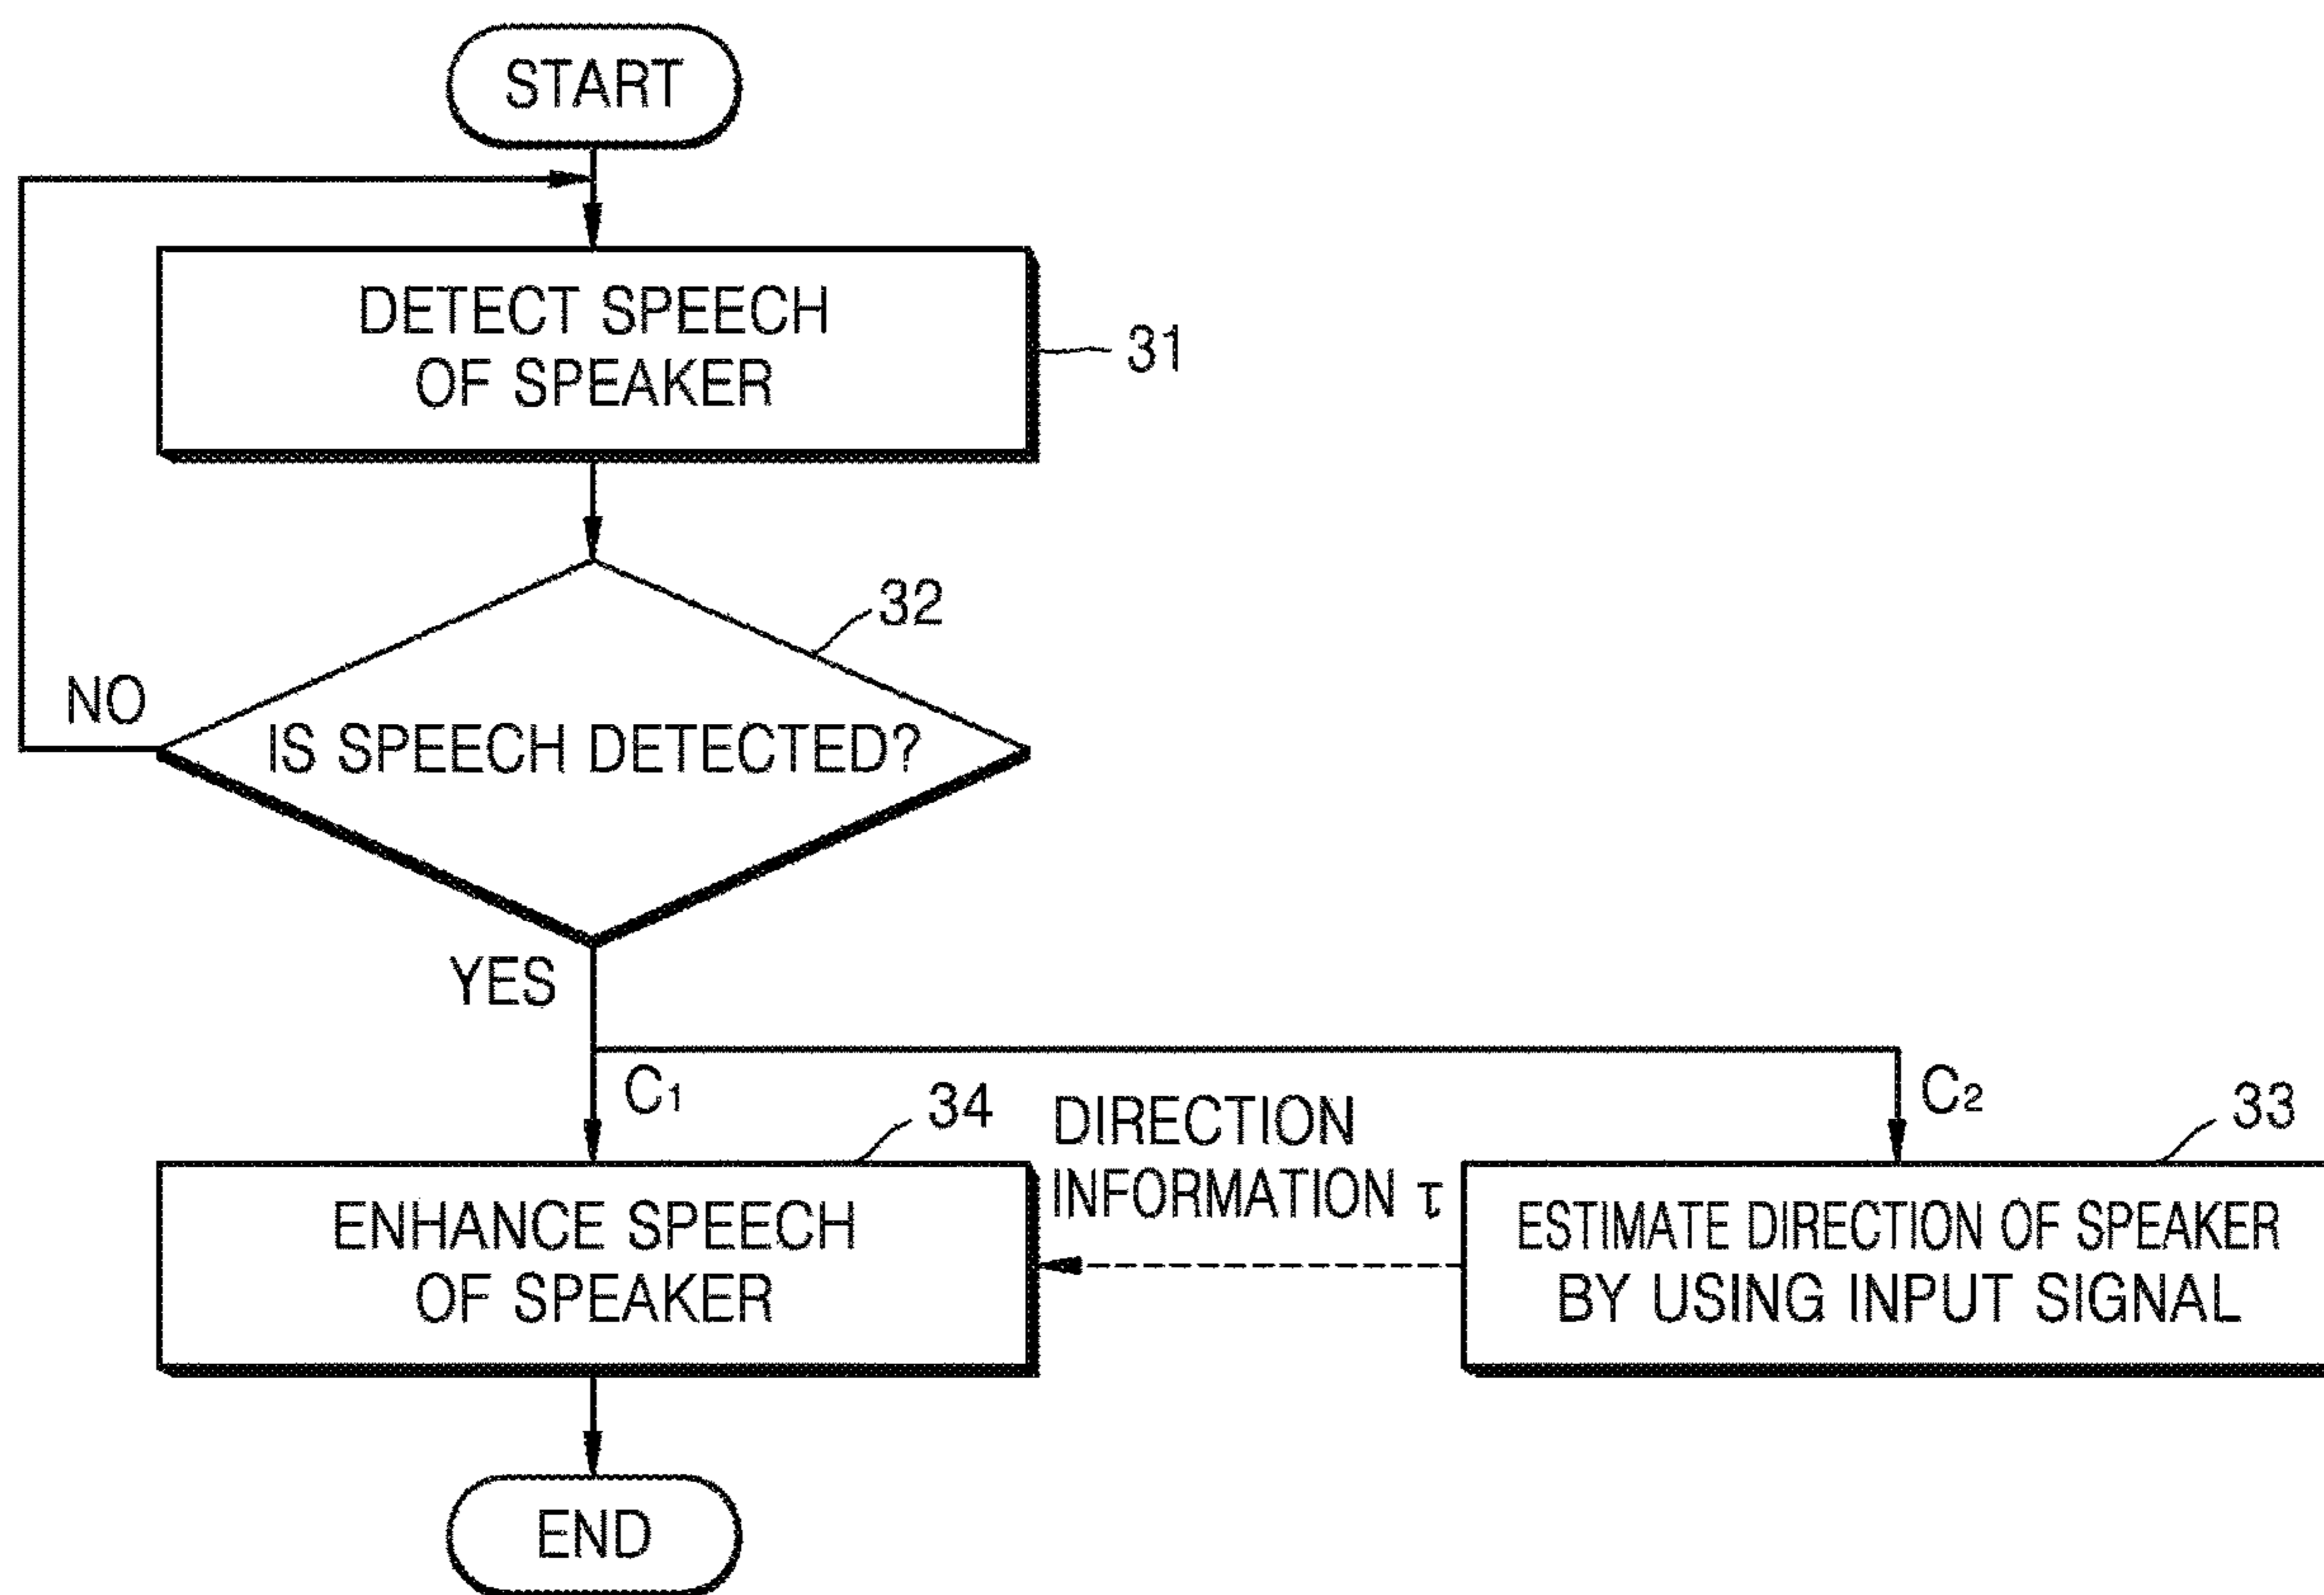 START
DETECT SPEECH
OF SPEAKER
31
32
NO
IS SPEECH DETECTED?
YES
C1
C2
34
33
DIRECTION
INFORMATION τ
ENHANCE SPEECH
OF SPEAKER
ESTIMATE DIRECTION OF SPEAKER
BY USING INPUT SIGNAL
END